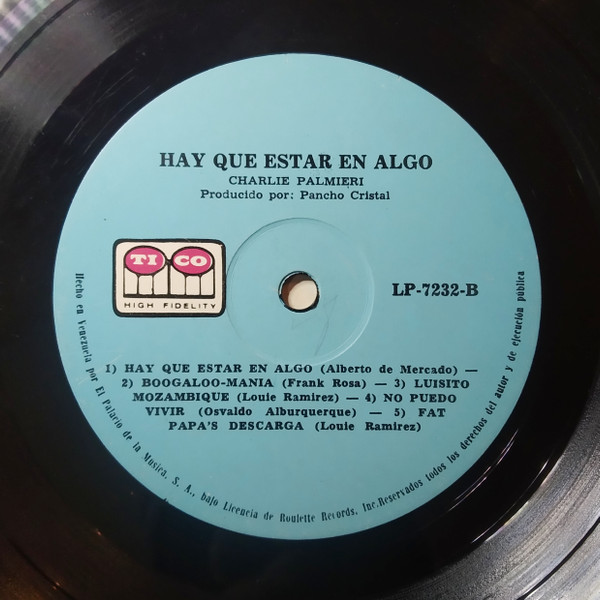 HAY QUE ESTAR EN ALGO
CHARLIE PALMIERI
Producido por: Pancho Cristal
TICO
HIGH FIDELITY
LP-7232-B
1) HAY QUE ESTAR EN ALGO (Alberto de Mercado) —
2) BOOGALOO-MANIA (Frank Rosa) — 3) LUISITO
MOZAMBIQUE (Louie Ramirez) — 4) NO PUEDO
VIVIR (Osvaldo Alburquerque) — 5) FAT
PAPA'S DESCARGA (Louie Ramirez)
Hecho en Venezuela por El Palacio de la Musica, S. A., bajo Licencia de Roulette Records, Inc.Reservados todos los derechos del autor y de ejecución pública